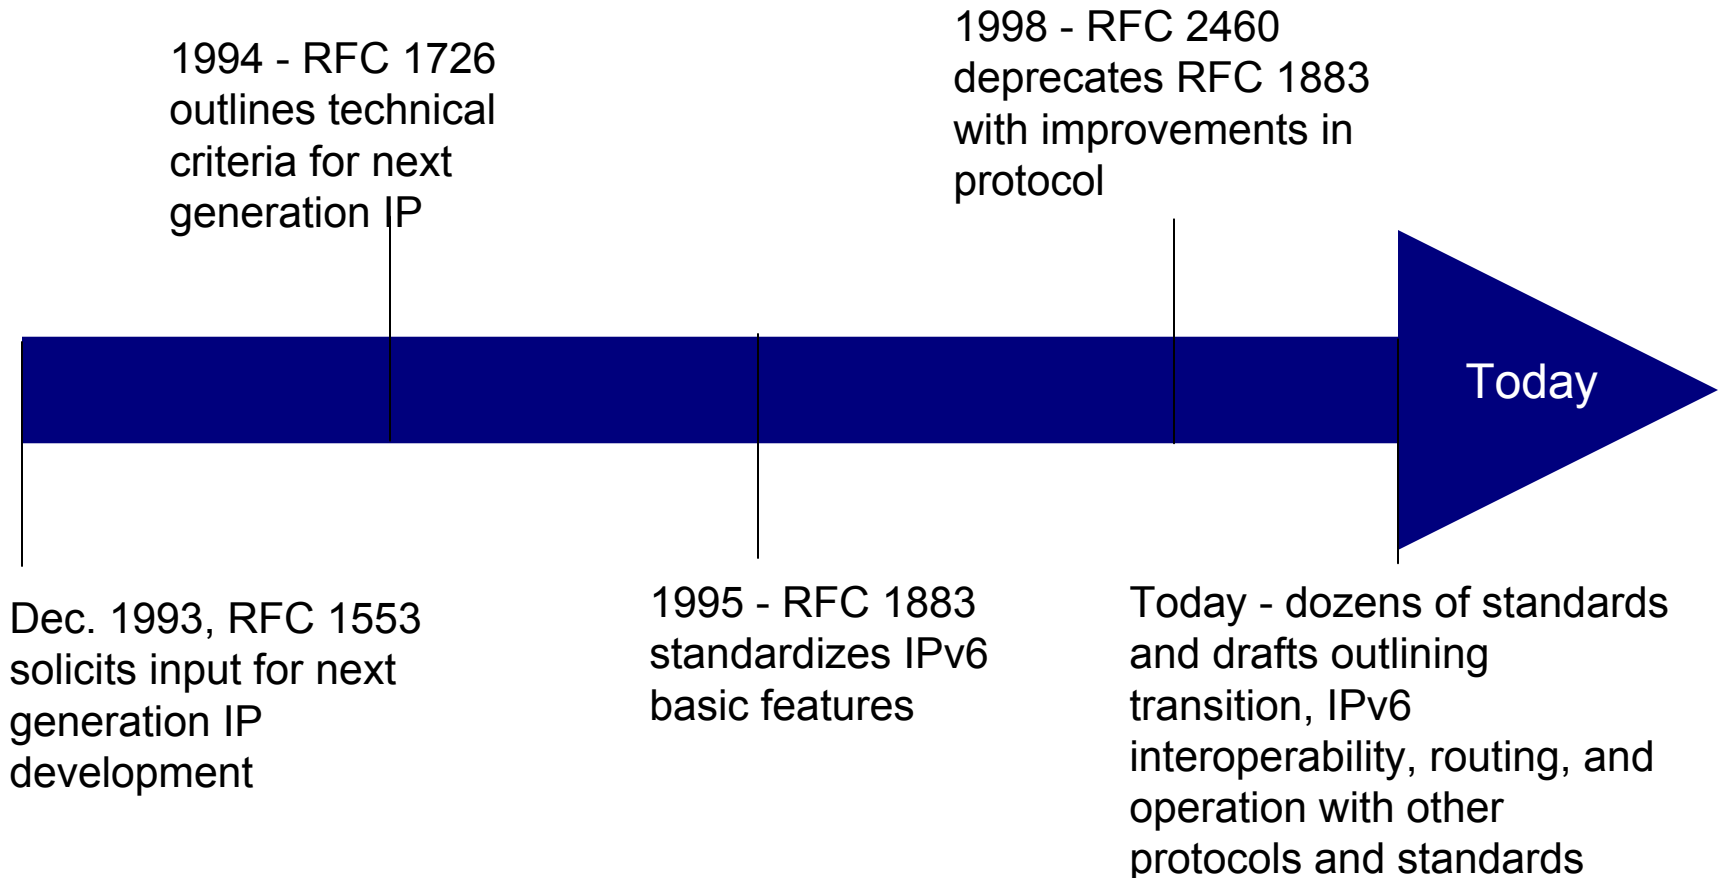 1994 - RFC 1726
outlines technical
criteria for next
generation IP
1998 - RFC 2460
deprecates RFC 1883
with improvements in
protocol
Today
Dec. 1993, RFC 1553
solicits input for next
generation IP
development
1995 - RFC 1883
standardizes IPv6
basic features
Today - dozens of standards
and drafts outlining
transition, IPv6
interoperability, routing, and
operation with other
protocols and standards